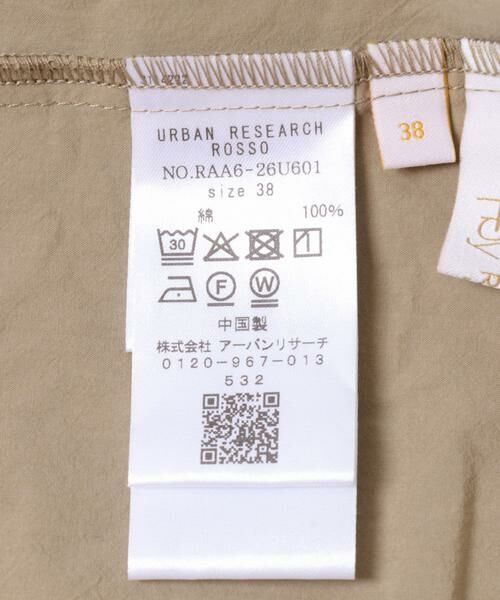 URBAN RESEARCH
ROSSO
NO.RAA6-26U601
size 38
綿 100%
30
F W
中国製
株式会社 アーバンリサーチ
0120-967-013
532
38